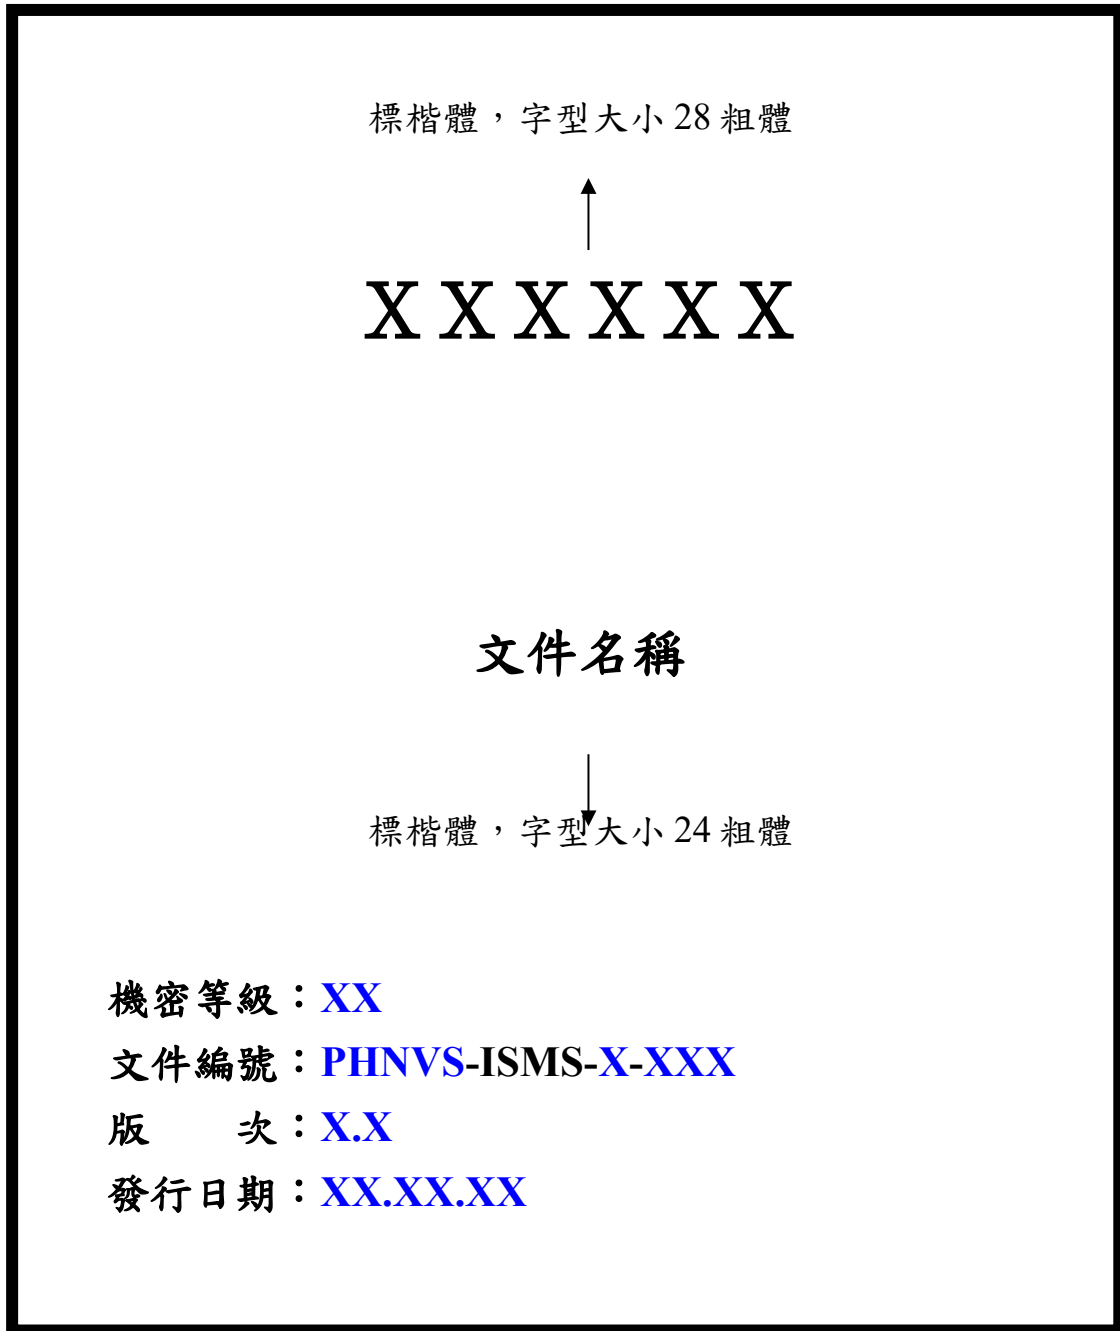 標楷體，字型大小 28 粗體
XXXXXX
文件名稱
標楷體，字型大小 24 粗體
機密等級：XX
文件編號：PHNVS-ISMS-X-XXX
版　　次：X.X
發行日期：XX.XX.XX